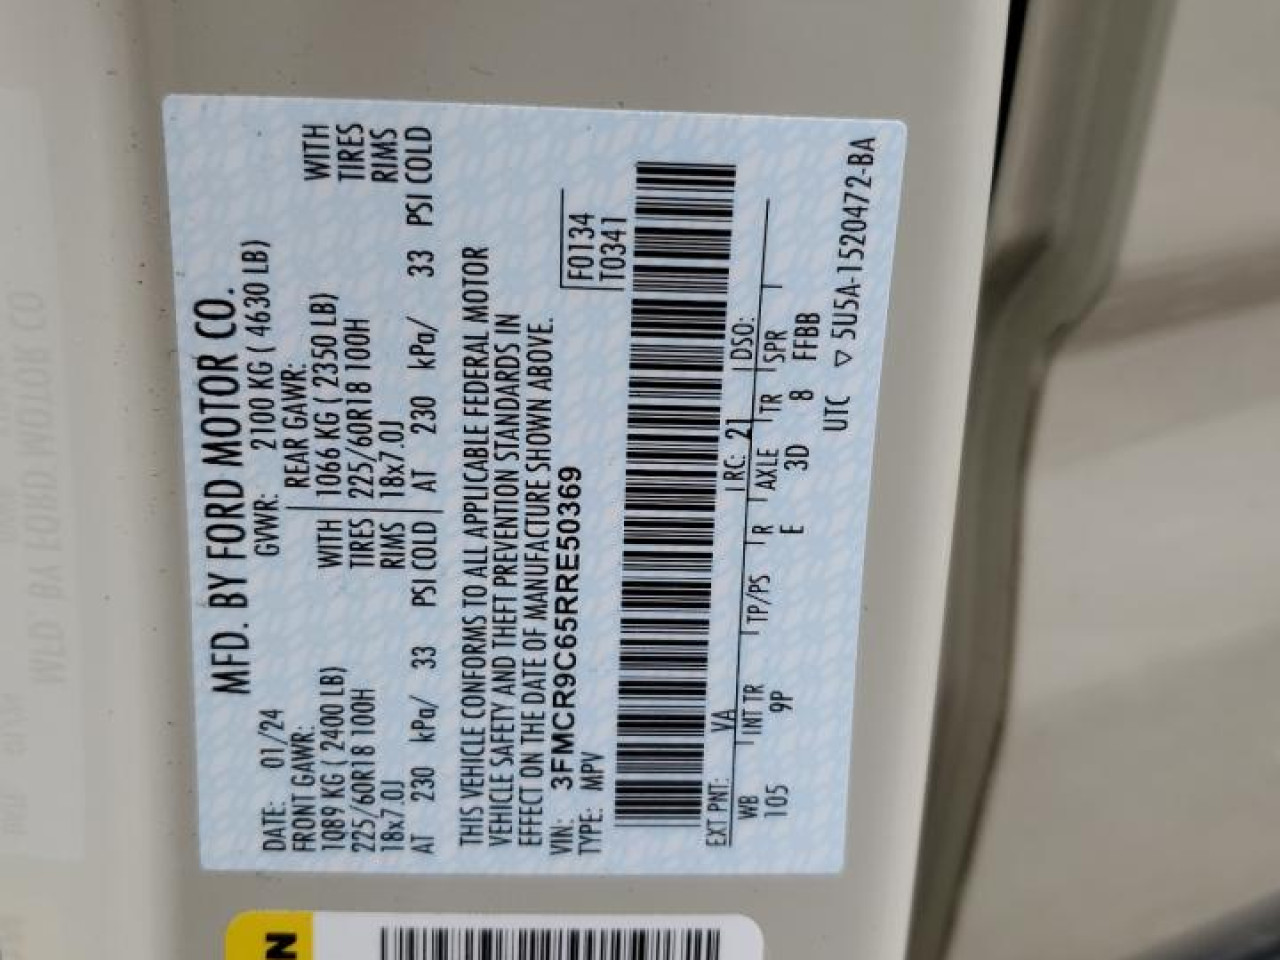 MFD. BY FORD MOTOR CO.
DATE: 01/24 GVWR: 2100 KG ( 4630 LB)
FRONT GAWR: REAR GAWR:
1089 KG ( 2400 LB) WITH 1066 KG ( 2350 LB) WITH
225/60R18 100H TIRES 225/60R18 100H TIRES
18x7.0J RIMS 18x7.0J RIMS
AT 230 kPa/ 33 PSI COLD AT 230 kPa/ 33 PSI COLD
THIS VEHICLE CONFORMS TO ALL APPLICABLE FEDERAL MOTOR
VEHICLE SAFETY AND THEFT PREVENTION STANDARDS IN
EFFECT ON THE DATE OF MANUFACTURE SHOWN ABOVE.
VIN: 3FMCR9C65RRE50369 F0134
TYPE: MPV T0341
EXT PNT: VA RC: 21 DSO:
WB INT TR TP/PS R AXLE TR SPR
105 9P E 3D 8 FFBB
UTC ▽ 5U5A-1520472-BA
N